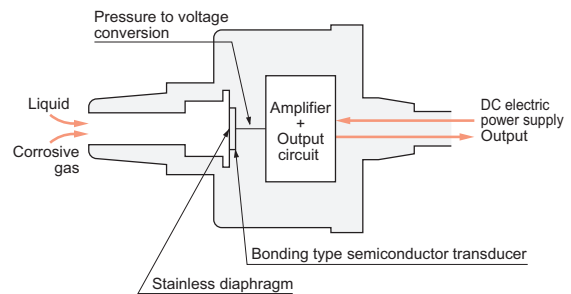 Pressure to voltage
conversion
Liquid
Corrosive
gas
Amplifier
+
Output
circuit
DC electric
power supply
Output
Bonding type semiconductor transducer
Stainless diaphragm